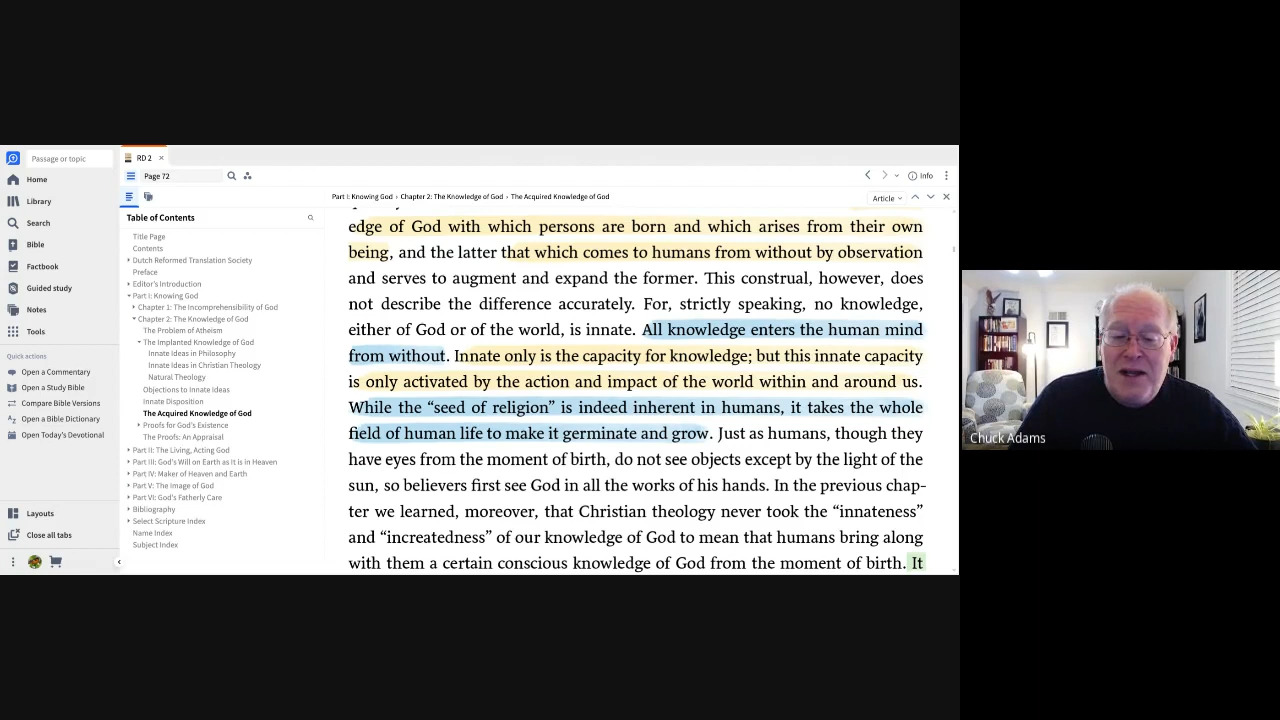 Passage or topic
Home
Library
Search
Bible
Factbook
Guided study
Notes
Tools
Quick actions
Open a Commentary
Open a Study Bible
Compare Bible Versions
Open a Bible Dictionary
Open Today's Devotional
Layouts
Close all tabs
RD 2
Page 72
Info
Part I: Knowing God › Chapter 2: The Knowledge of God › The Acquired Knowledge of God
Article
Table of Contents
Title Page
Contents
Dutch Reformed Translation Society
Preface
Editor's Introduction
Part I: Knowing God
Chapter 1: The Incomprehensibility of God
Chapter 2: The Knowledge of God
The Problem of Atheism
The Implanted Knowledge of God
Innate Ideas in Philosophy
Innate Ideas in Christian Theology
Natural Theology
Objections to Innate Ideas
Innate Disposition
The Acquired Knowledge of God
Proofs for God's Existence
The Proofs: An Appraisal
Part II: The Living, Acting God
Part III: God's Will on Earth as It is in Heaven
Part IV: Maker of Heaven and Earth
Part V: The Image of God
Part VI: God's Fatherly Care
Bibliography
Select Scripture Index
Name Index
Subject Index
edge of God with which persons are born and which arises from their own
being, and the latter that which comes to humans from without by observation
and serves to augment and expand the former. This construal, however, does
not describe the difference accurately. For, strictly speaking, no knowledge,
either of God or of the world, is innate. All knowledge enters the human mind
from without. Innate only is the capacity for knowledge; but this innate capacity
is only activated by the action and impact of the world within and around us.
While the “seed of religion” is indeed inherent in humans, it takes the whole
field of human life to make it germinate and grow. Just as humans, though they
have eyes from the moment of birth, do not see objects except by the light of the
sun, so believers first see God in all the works of his hands. In the previous chap-
ter we learned, moreover, that Christian theology never took the “innateness”
and “increatedness” of our knowledge of God to mean that humans bring along
with them a certain conscious knowledge of God from the moment of birth. It
Chuck Adams